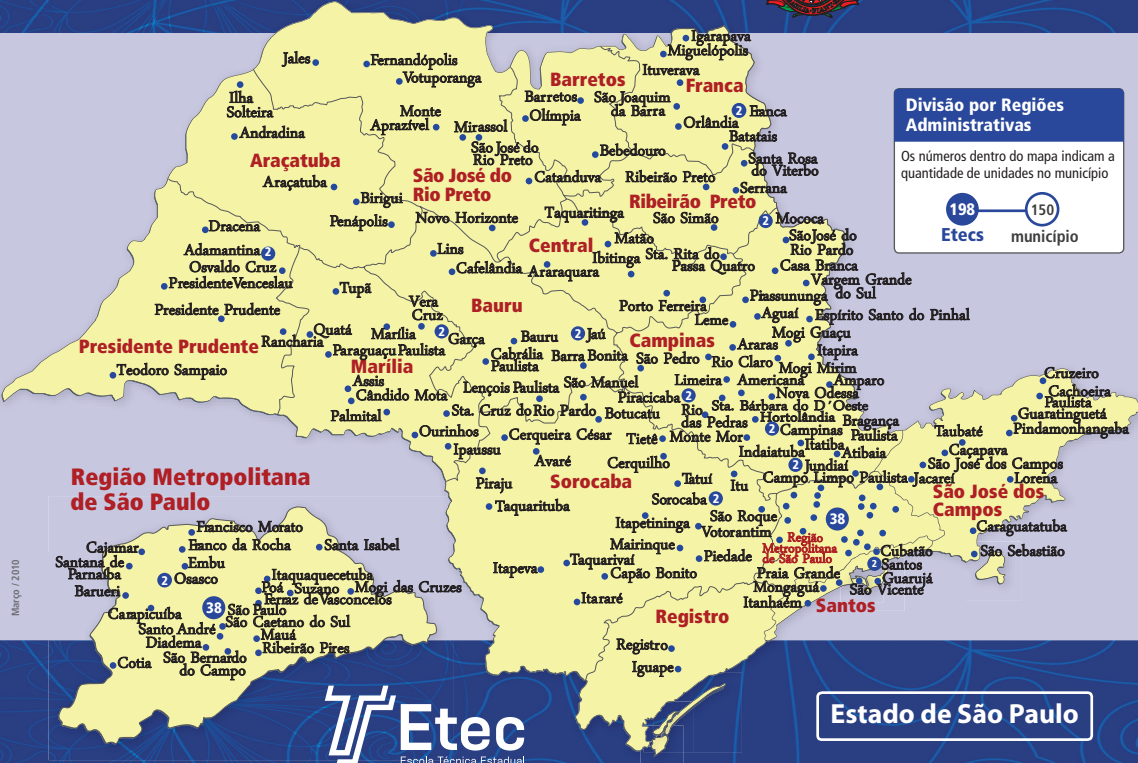 Igarapava
Miguelópolis
Ituverava
Franca
Jales
Fernandópolis
Votuporanga
Barretos
Barretos
São Joaquim
da Barra
2 Franca
Ilha
Solteira
Olímpia
Orlândia
Monte
Aprazível
Mirassol
Batatais
Andradina
São José do
Rio Preto
Bebedouro
Santa Rosa
do Viterbo
Araçatuba
São José do
Rio Preto
Catanduva
Ribeirão Preto
Serrana
Araçatuba
Birigui
Ribeirão Preto
Penápolis
Novo Horizonte
Taquaritinga
São Simão
2 Mococa
Dracena
Central
Matão
São José do
Rio Pardo
Adamantina 2
Lins
Ibitinga
Sta. Rita do
Passa Quatro
Osvaldo Cruz
Cafelândia
Araraquara
Casa Branca
PresidenteVenceslau
Tupã
Vargem Grande
do Sul
Presidente Prudente
Vera
Cruz
Bauru
Porto Ferreira
Piassununga
Aguaí
Espírito Santo do Pinhal
Leme
Quatá
Marília
2 Garça
Bauru
2 Jaú
Campinas
Mogi Guaçu
Presidente Prudente
Rancharia
Paraguaçu Paulista
Araras
Itapira
Marília
Cabrália
Paulista
Barra Bonita
São Pedro
Rio Claro
Mogi Mirim
Teodoro Sampaio
Assis
Cândido Mota
Lençois Paulista
São Manuel
Limeira
Americana
Amparo
Piracicaba 2
Nova Odessa
Palmital
Sta. Cruz do Rio Pardo
Botucatu
Rio
das Pedras
Sta. Bárbara do D´Oeste
Hortolândia
Ourinhos
Cerqueira César
Tietê
Monte Mor
2 Campinas
Bragança
Paulista
Ipaussu
Itatiba
Avaré
Cerquilho
Indaiatuba
Atibaia
2 Jundiaí
Piraju
Sorocaba
Tatuí
Itu
Campo Limpo Paulista
Taquarituba
Sorocaba 2
São Roque
38
Itapetininga
Votorantim
Região
Metropolitana
de São Paulo
Mairinque
Piedade
Itapeva
Taquarivaí
Capão Bonito
Itararé
Cruzeiro
Cachoeira
Paulista
Guaratinguetá
Pindamonhangaba
Taubaté
Caçapava
São José dos Campos
Jacareí
Lorena
São José dos
Campos
Caraguatatuba
São Sebastião
Cubatão
2 Santos
Praia Grande
Guarujá
Mongaguá
São Vicente
Itanhaém
Santos
Registro
Registro
Iguape
Divisão por Regiões
Administrativas
Os números dentro do mapa indicam a
quantidade de unidades no município
198 150
Etecs município
Região Metropolitana
de São Paulo
Francisco Morato
Cajamar
Franco da Rocha
Santa Isabel
Santana de
Parnaíba
Embu
2 Osasco
Itaquaquecetuba
Barueri
Poá
Suzano
Mogi das Cruzes
Ferraz de Vasconcelos
Carapicuíba
38 São Paulo
Santo André
São Caetano do Sul
Diadema
Mauá
Cotia
São Bernardo
do Campo
Ribeirão Pires
Março / 2010
Etec
Escola Técnica Estadual
Estado de São Paulo